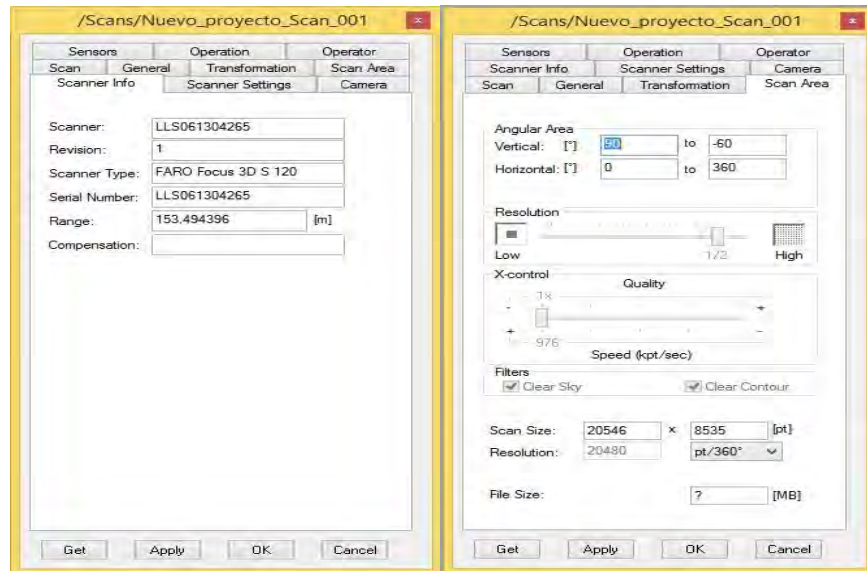 /Scans/Nuevo_proyecto_Scan_001
Sensors Operation Operator
Scan General Transformation Scan Area
Scanner Info Scanner Settings Camera
Scanner: LLS061304265
Revision: 1
Scanner Type: FARO Focus 3D S 120
Serial Number: LLS061304265
Range: 153.494396 [m]
Compensation:
Get Apply OK Cancel
/Scans/Nuevo_proyecto_Scan_001
Sensors Operation Operator
Scanner Info Scanner Settings Camera
Scan General Transformation Scan Area
Angular Area
Vertical: [°] 90 to -60
Horizontal: [°] 0 to 360
Resolution
Low 1/2 High
X-control
Quality
1x
- +
+ -
976
Speed (kpt/sec)
Filters
Clear Sky Clear Contour
Scan Size: 20546 x 8535 [pt]
Resolution: 20480 pt/360°
File Size: ? [MB]
Get Apply OK Cancel